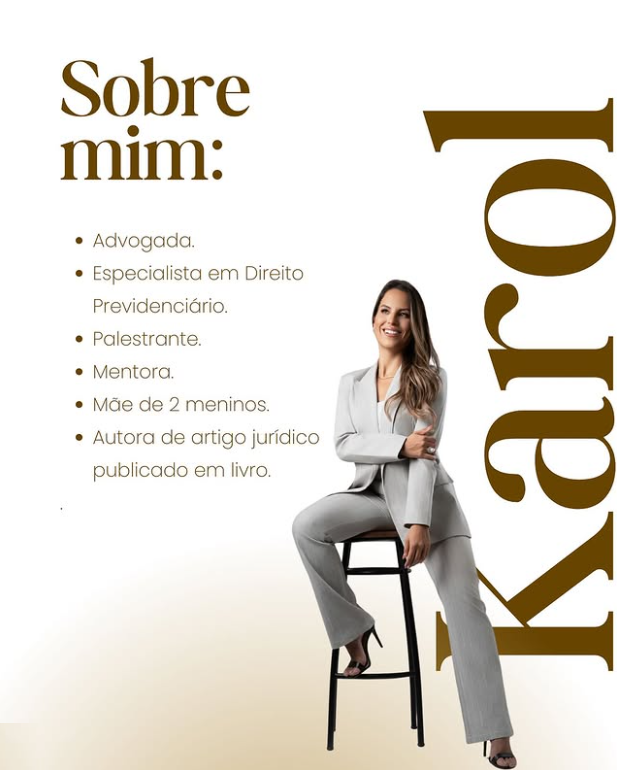 Sobre
mim:
Advogada.
Especialista em Direito
Previdenciário.
Palestrante.
Mentora.
Mãe de 2 meninos.
Autora de artigo jurídico
publicado em livro.
.
Karol